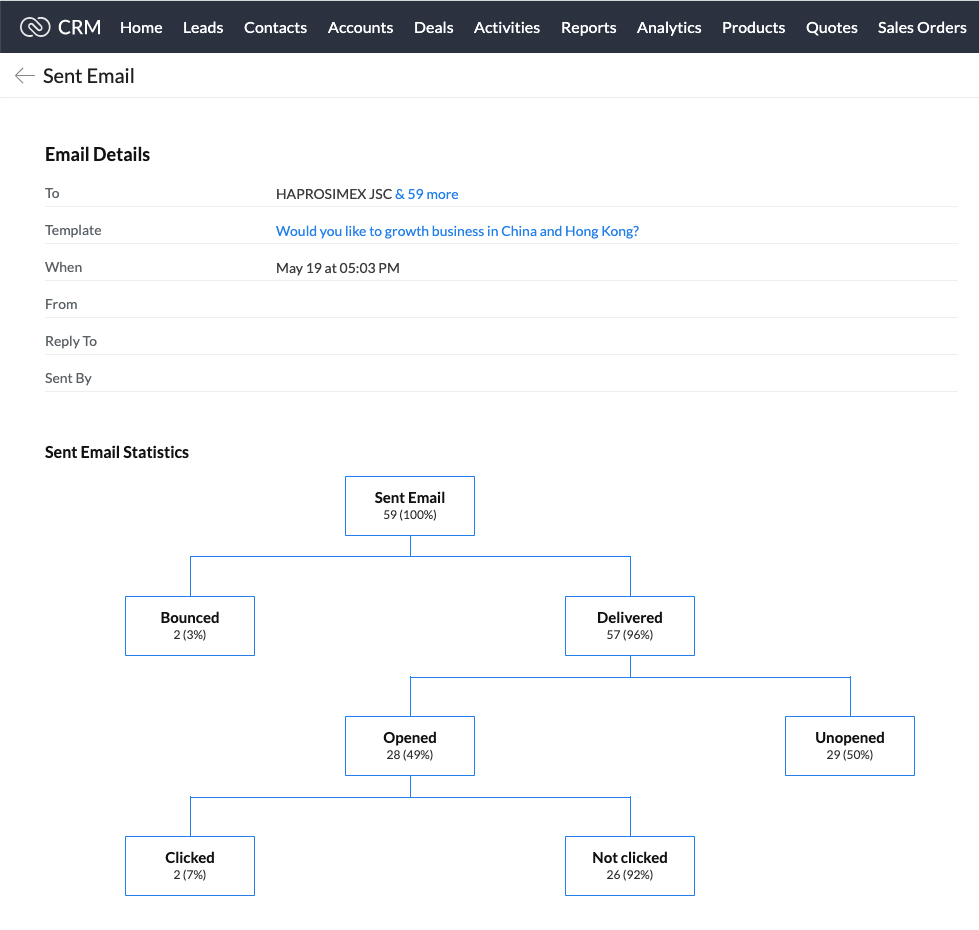 CRM Home Leads Contacts Accounts Deals Activities Reports Analytics Products Quotes Sales Orders
Sent Email
Email Details
To HAPROSIMEX JSC & 59 more
Template Would you like to growth business in China and Hong Kong?
When May 19 at 05:03 PM
From
Reply To
Sent By
Sent Email Statistics
Sent Email
59 (100%)
Bounced
2 (3%)
Delivered
57 (96%)
Opened
28 (49%)
Unopened
29 (50%)
Clicked
2 (7%)
Not clicked
26 (92%)